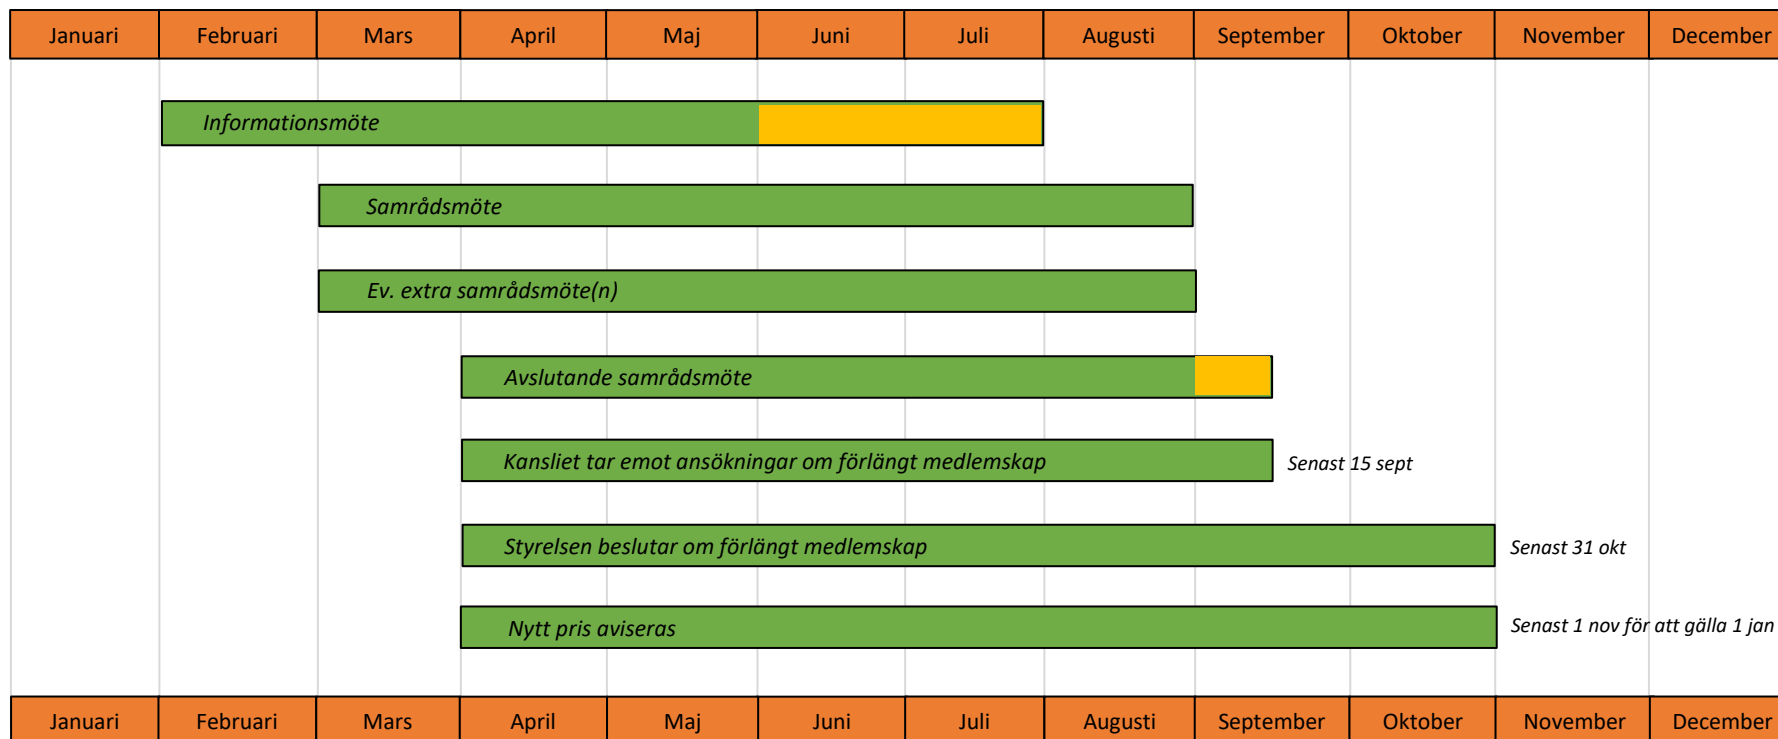 Januari Februari Mars April Maj Juni Juli Augusti September Oktober November December
Informationsmöte
Samrådsmöte
Ev. extra samrådsmöte(n)
Avslutande samrådsmöte
Kansliet tar emot ansökningar om förlängt medlemskap Senast 15 sept
Styrelsen beslutar om förlängt medlemskap Senast 31 okt
Nytt pris aviseras Senast 1 nov för att gälla 1 jan
Januari Februari Mars April Maj Juni Juli Augusti September Oktober November December